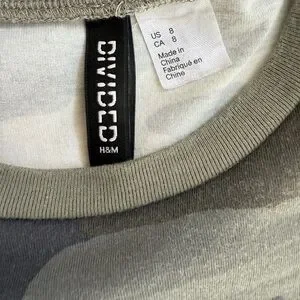 DIVIDED
H&M
US 8
CA 8
Made in
China
Fabriqué en
Chine